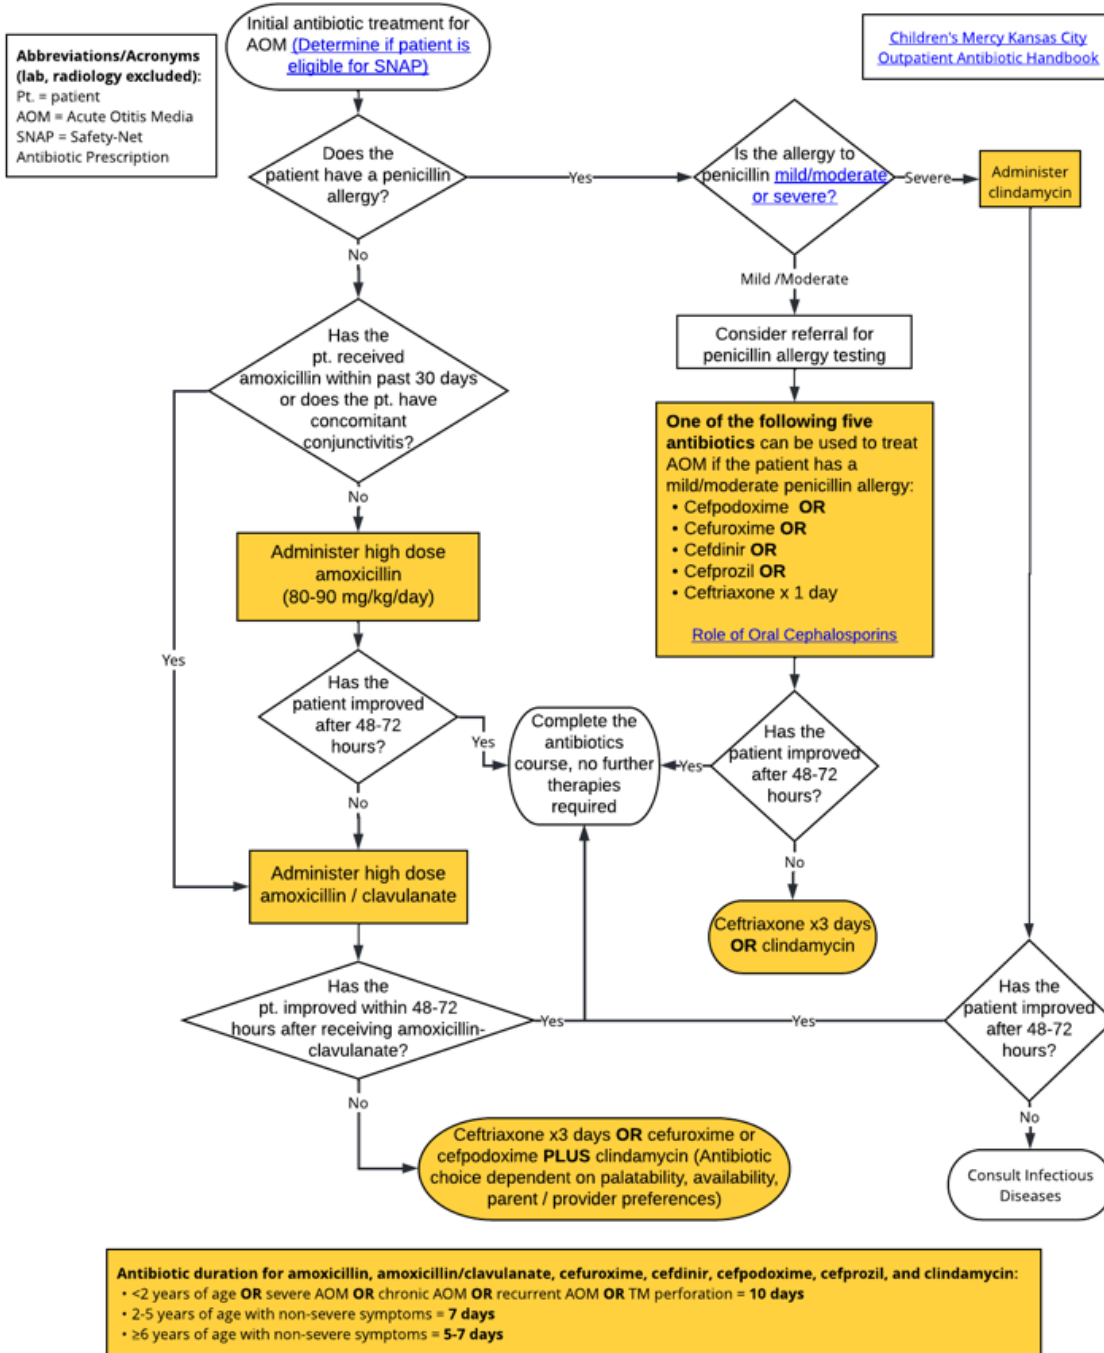 Initial antibiotic treatment for
AOM (Determine if patient is
eligible for SNAP)
Abbreviations/Acronyms
(lab, radiology excluded):
Pt. = patient
AOM = Acute Otitis Media
SNAP = Safety-Net
Antibiotic Prescription
Children's Mercy Kansas City
Outpatient Antibiotic Handbook
Does the
patient have a penicillin
allergy?
Yes
Is the allergy to
penicillin mild/moderate
or severe?
Severe
Administer
clindamycin
No
Mild /Moderate
Has the
pt. received
amoxicillin within past 30 days
or does the pt. have
concomitant
conjunctivitis?
Consider referral for
penicillin allergy testing
One of the following five
antibiotics can be used to treat
AOM if the patient has a
mild/moderate penicillin allergy:
• Cefpodoxime OR
• Cefuroxime OR
• Cefdinir OR
• Cefprozil OR
• Ceftriaxone x 1 day
Role of Oral Cephalosporins
No
Administer high dose
amoxicillin
(80-90 mg/kg/day)
Yes
Has the
patient improved
after 48-72
hours?
Yes
Complete the
antibiotics
course, no further
therapies
required
Yes
Has the
patient improved
after 48-72
hours?
No
No
Administer high dose
amoxicillin / clavulanate
Ceftriaxone x3 days
OR clindamycin
Has the
pt. improved within 48-72
hours after receiving amoxicillin-
clavulanate?
Yes
Yes
Has the
patient improved
after 48-72
hours?
No
No
Ceftriaxone x3 days OR cefuroxime or
cefpodoxime PLUS clindamycin (Antibiotic
choice dependent on palatability, availability,
parent / provider preferences)
Consult Infectious
Diseases
Antibiotic duration for amoxicillin, amoxicillin/clavulanate, cefuroxime, cefdinir, cefpodoxime, cefprozil, and clindamycin:
• <2 years of age OR severe AOM OR chronic AOM OR recurrent AOM OR TM perforation = 10 days
• 2-5 years of age with non-severe symptoms = 7 days
• ≥6 years of age with non-severe symptoms = 5-7 days